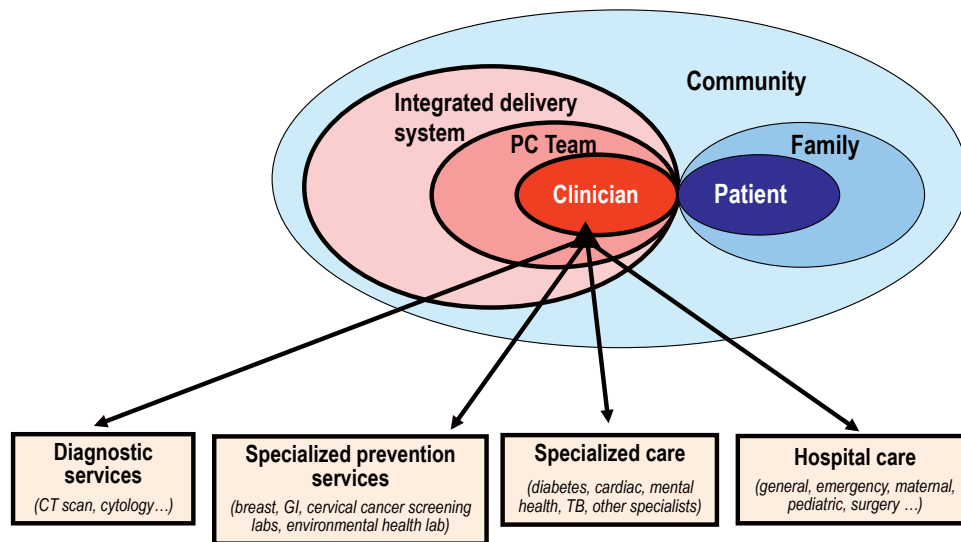 Community
Integrated delivery
system
PC Team
Family
Clinician
Patient
Diagnostic
services
(CT scan, cytology…)
Specialized prevention
services
(breast, GI, cervical cancer screening
labs, environmental health lab)
Specialized care
(diabetes, cardiac, mental
health, TB, other specialists)
Hospital care
(general, emergency, maternal,
pediatric, surgery …)